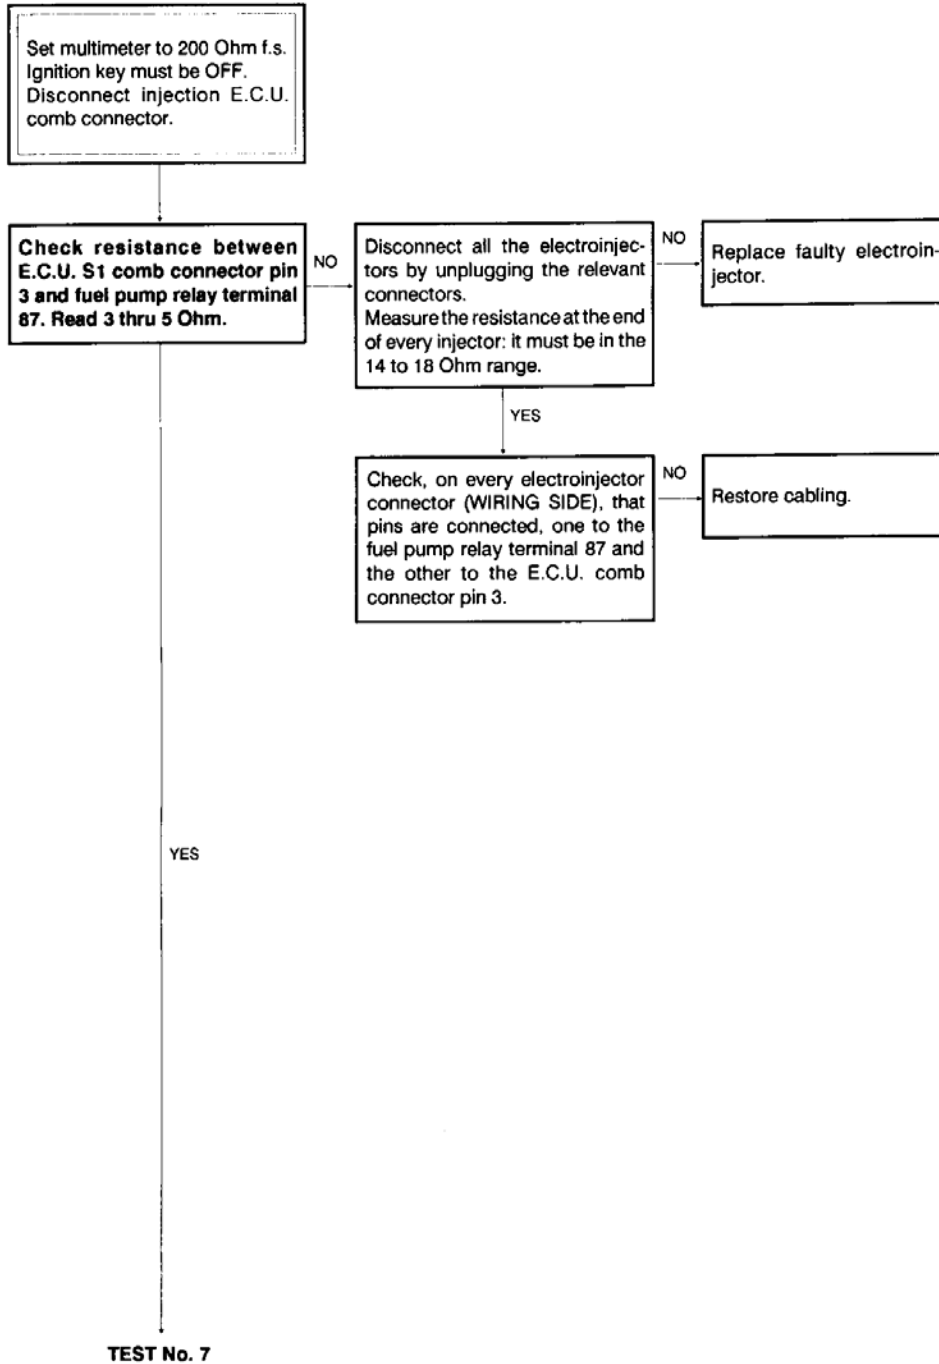 Set multimeter to 200 Ohm f.s.
Ignition key must be OFF.
Disconnect injection E.C.U.
comb connector.
Check resistance between
E.C.U. S1 comb connector pin
3 and fuel pump relay terminal
87. Read 3 thru 5 Ohm.
NO
Disconnect all the electroinjec-
tors by unplugging the relevant
connectors.
Measure the resistance at the end
of every injector: it must be in the
14 to 18 Ohm range.
NO
Replace faulty electroin-
jector.
YES
Check, on every electroinjector
connector (WIRING SIDE), that
pins are connected, one to the
fuel pump relay terminal 87 and
the other to the E.C.U. comb
connector pin 3.
NO
Restore cabling.
YES
TEST No. 7